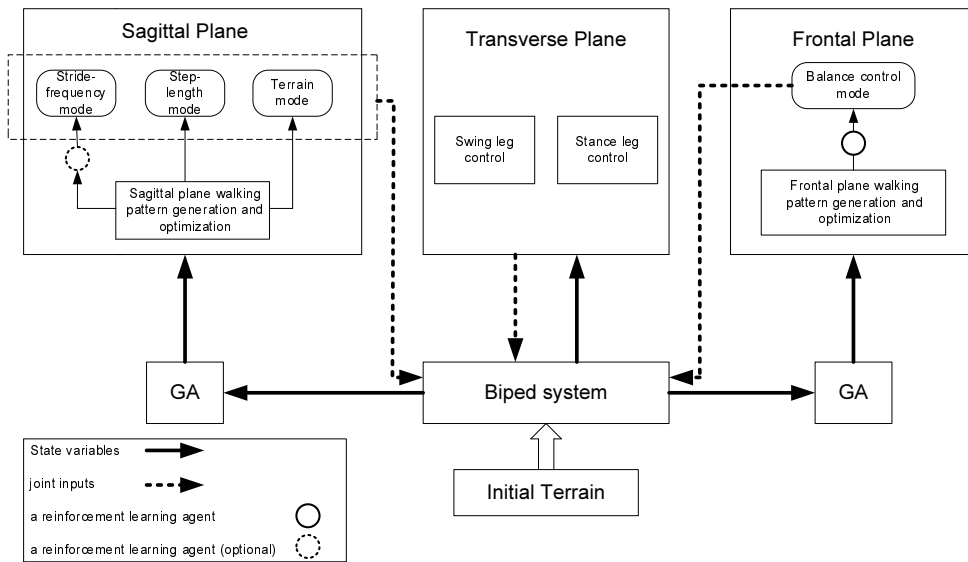 Sagittal Plane
Stride-
frequency
mode
Step-
length
mode
Terrain
mode
Sagittal plane walking
pattern generation and
optimization
Transverse Plane
Swing leg
control
Stance leg
control
Frontal Plane
Balance control
mode
Frontal plane walking
pattern generation and
optimization
GA
Biped system
GA
Initial Terrain
State variables
joint inputs
a reinforcement learning agent
a reinforcement learning agent (optional)